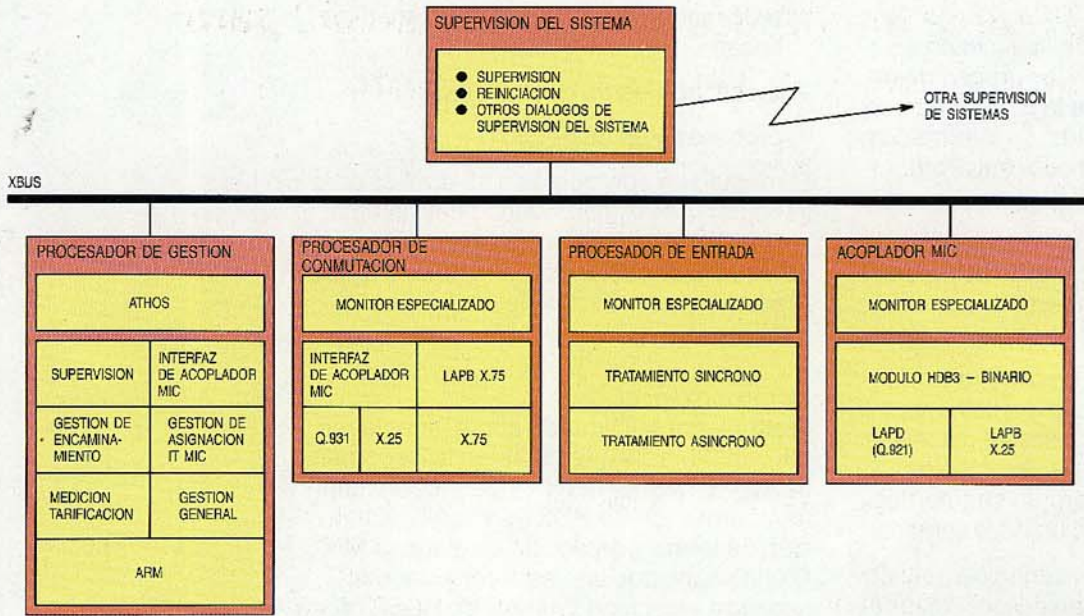 SUPERVISION DEL SISTEMA
● SUPERVISION
● REINICIACION
● OTROS DIALOGOS DE
SUPERVISION DEL SISTEMA
OTRA SUPERVISION
DE SISTEMAS
XBUS
PROCESADOR DE GESTION
ATHOS
SUPERVISION
INTERFAZ
DE ACOPLADOR
MIC
GESTION DE
ENCAMINA-
MIENTO
GESTION DE
ASIGNACION
IT MIC
MEDICION
TARIFICACION
GESTION
GENERAL
ARM
PROCESADOR DE
CONMUTACION
MONITOR ESPECIALIZADO
INTERFAZ
DE ACOPLADOR
MIC
LAPB X.75
Q.931
X.25
X.75
PROCESADOR DE ENTRADA
MONITOR ESPECIALIZADO
TRATAMIENTO SINCRONO
TRATAMIENTO ASINCRONO
ACOPLADOR MIC
MONITOR ESPECIALIZADO
MODULO HDB3 – BINARIO
LAPD
(Q.921)
LAPB
X.25